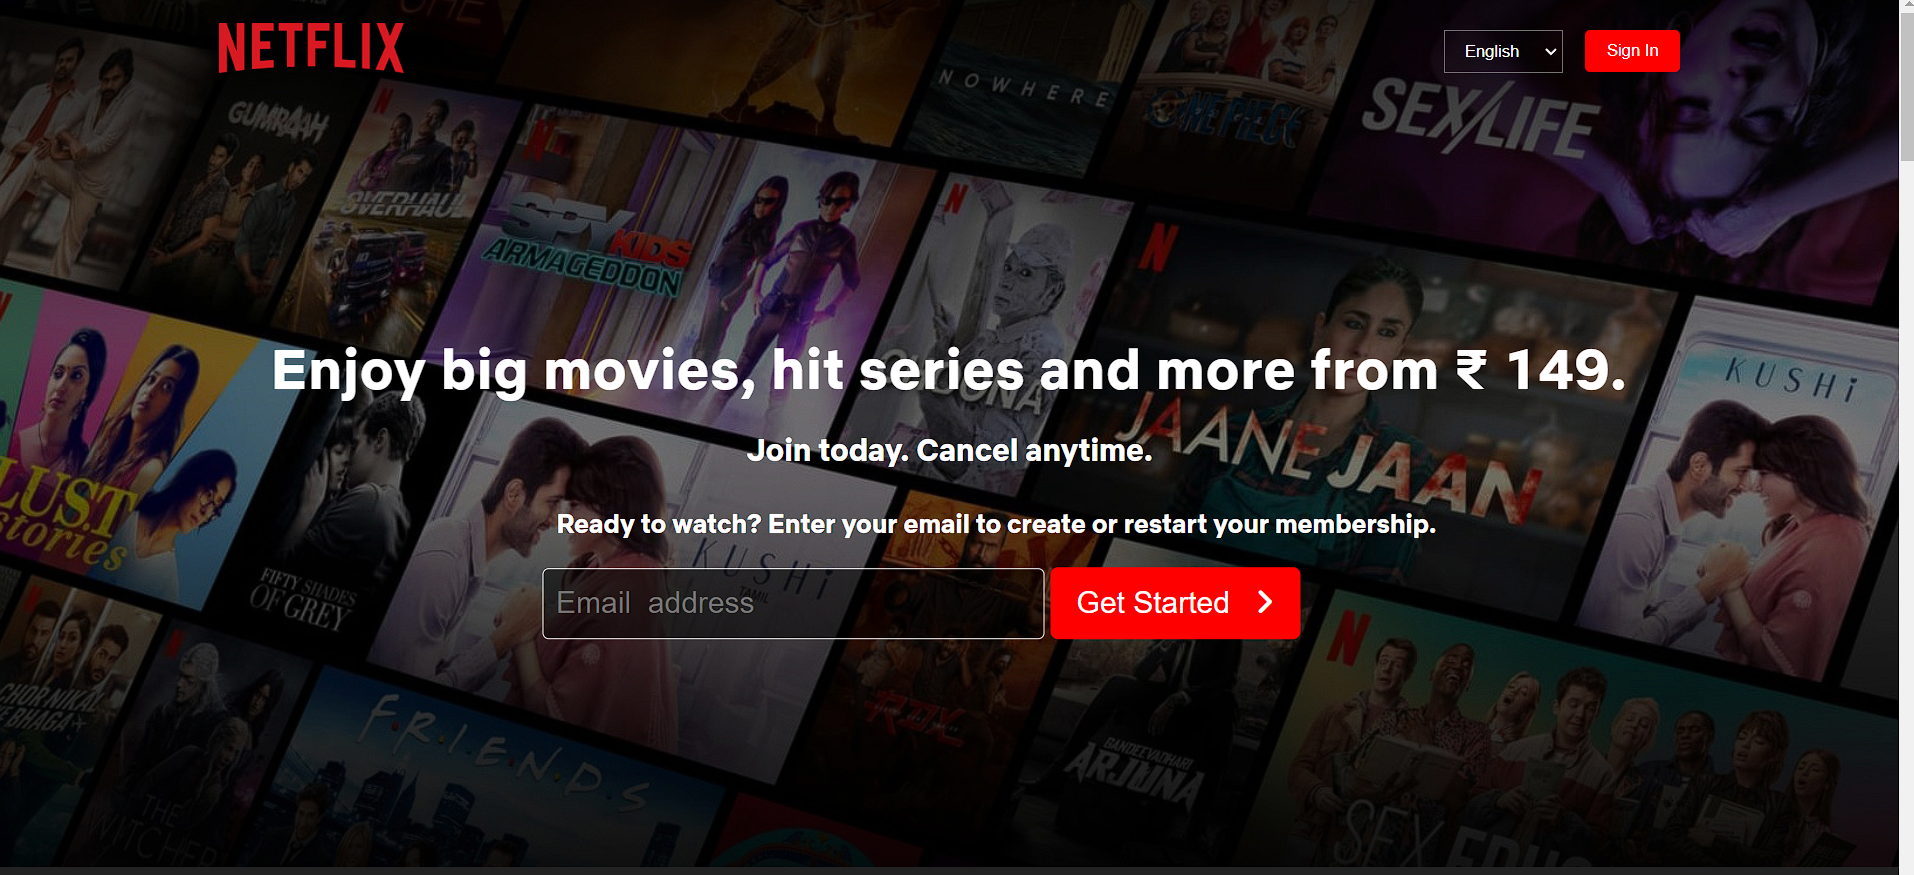 NETFLIX
English
Sign In
NOWHERE
ONE PIECE
SEX/LIFE
GUMRAAH
OVERHAUL
SPY KIDS
ARMAGEDDON
Enjoy big movies, hit series and more from ₹ 149.
KUSHi
JAANE JAAN
Join today. Cancel anytime.
LUST
stories
Ready to watch? Enter your email to create or restart your membership.
KUSHi
TAMIL
FIFTY SHADES
OF GREY
Email  address
Get Started
CHOR NIKAL
KE BHAGA
F.R.I.E.N.D.S
RDX
GANDEEVADHARI
ARJUNA
THE
WITCHER
SEX EDUC